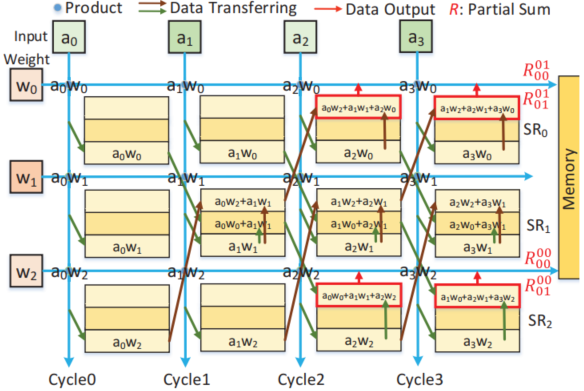 Product Data Transferring Data Output R: Partial Sum
Input a0 a1 a2 a3
Weight
w0 a0w0 a1w0 a2w0 a3w0 R00^01
R01^01
a0w2+a1w1+a2w0 a1w2+a2w1+a3w0
SR0
a0w0 a1w0 a2w0 a3w0
w1 a0w1 a1w1 a2w1 a3w1
a0w2+a1w1 a1w2+a2w1 a2w2+a3w1
a0w0+a1w1 a1w0+a2w1 a2w0+a3w1 SR1
a0w1 a1w1 a2w1 a3w1
w2 a0w2 a1w2 a2w2 a3w2 R00^00
R01^00
a0w0+a1w1+a2w2 a1w0+a2w1+a3w2
SR2
a0w2 a1w2 a2w2 a3w2
Cycle0 Cycle1 Cycle2 Cycle3
Memory